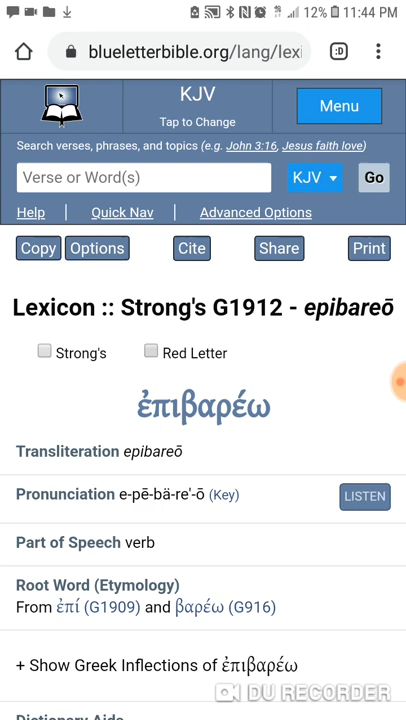 12% 11:44 PM
blueletterbible.org/lang/lexi
:D
KJV
Tap to Change
Menu
Search verses, phrases, and topics (e.g. John 3:16, Jesus faith love)
Verse or Word(s)
KJV
Go
Help | Quick Nav | Advanced Options
Copy Options Cite Share Print
Lexicon :: Strong's G1912 - epibareō
Strong's Red Letter
ἐπιβαρέω
Transliteration epibareō
Pronunciation e-pē-bä-re'-ō (Key)
LISTEN
Part of Speech verb
Root Word (Etymology)
From ἐπί (G1909) and βαρέω (G916)
+ Show Greek Inflections of ἐπιβαρέω
DU RECORDER
Dictionary Aids